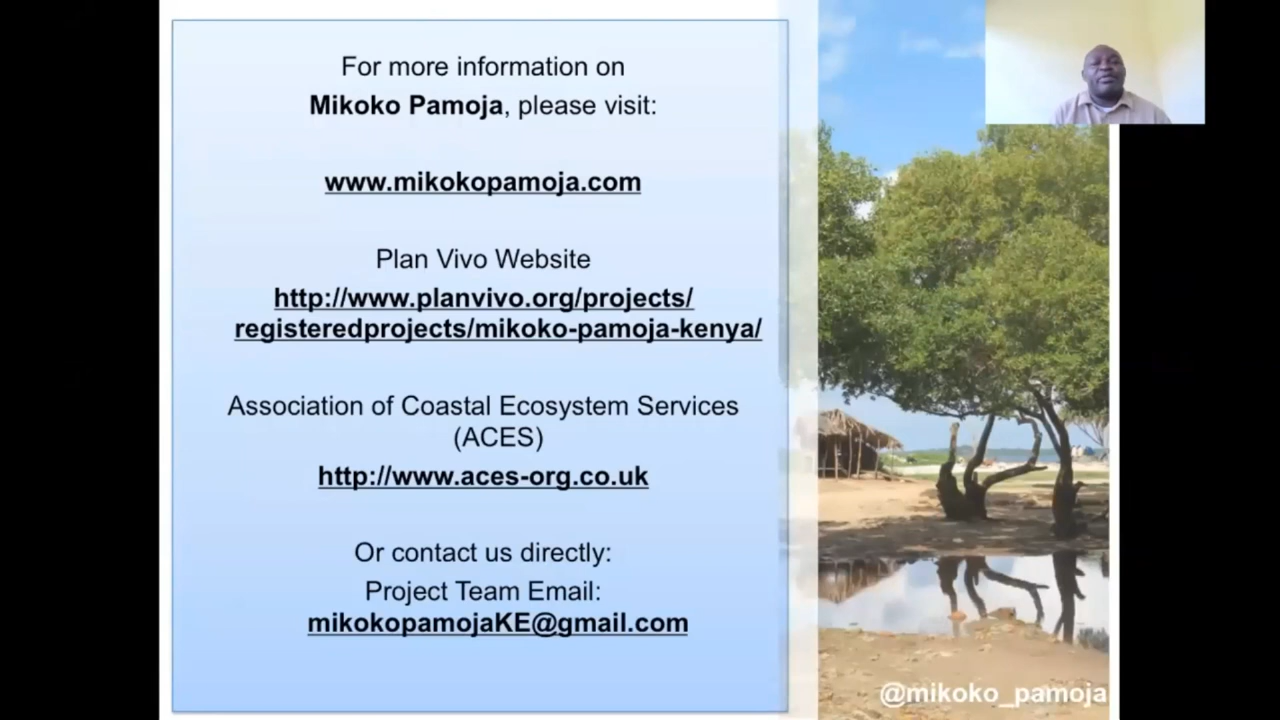 For more information on
Mikoko Pamoja, please visit:
www.mikokopamoja.com
Plan Vivo Website
http://www.planvivo.org/projects/
registeredprojects/mikoko-pamoja-kenya/
Association of Coastal Ecosystem Services
(ACES)
http://www.aces-org.co.uk
Or contact us directly:
Project Team Email:
mikokopamojaKE@gmail.com
@mikoko_pamoja